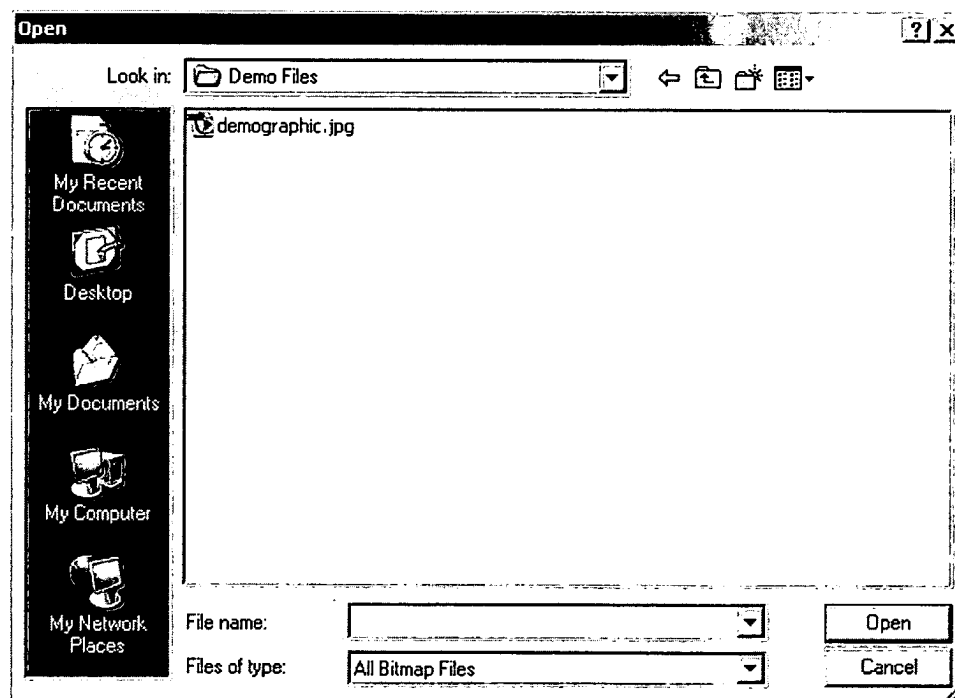 Open
Look in: Demo Files
demographic.jpg
My Recent
Documents
Desktop
My Documents
My Computer
My Network
Places
File name:
Open
Files of type: All Bitmap Files
Cancel